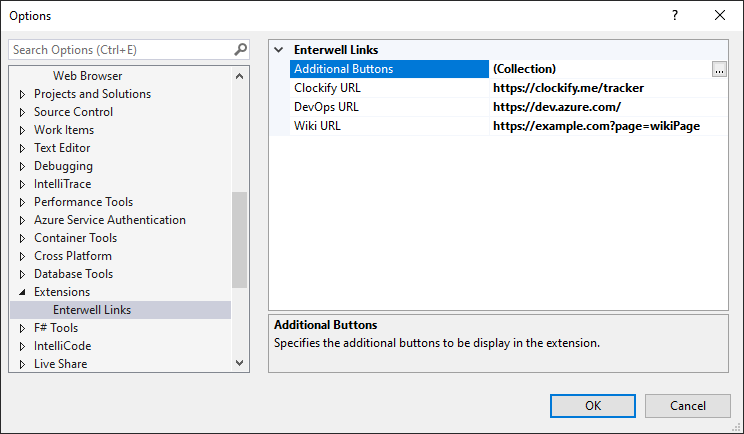 Options
Search Options (Ctrl+E)
Web Browser
Projects and Solutions
Source Control
Work Items
Text Editor
Debugging
IntelliTrace
Performance Tools
Azure Service Authentication
Container Tools
Cross Platform
Database Tools
Extensions
Enterwell Links
F# Tools
IntelliCode
Live Share
Enterwell Links
Additional Buttons (Collection) ...
Clockify URL https://clockify.me/tracker
DevOps URL https://dev.azure.com/
Wiki URL https://example.com?page=wikiPage
Additional Buttons
Specifies the additional buttons to be display in the extension.
OK Cancel